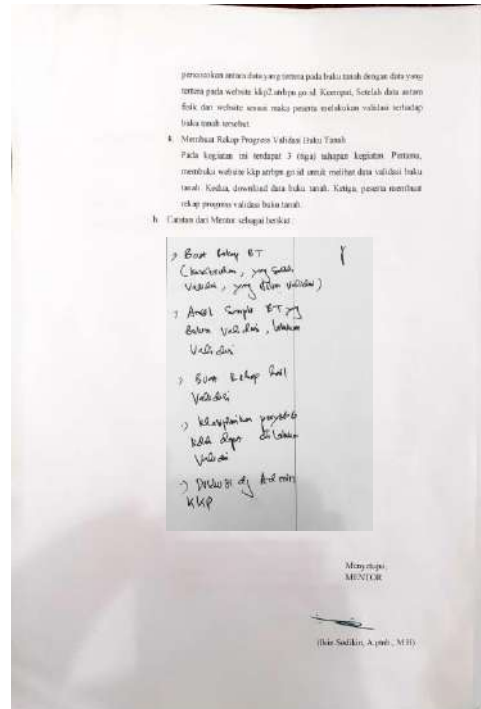 pencocokan antara data yang tertera pada buku tanah dengan data yang
tertera pada website kkp2.atrbpn.go.id. Keempat, Setelah data antara
fisik dan website sesuai maka peserta melakukan validasi terhadap
buku tanah tersebut.
k. Membuat Rekap Progress Validasi Buku Tanah
Pada kegiatan ini terdapat 3 (tiga) tahapan kegiatan. Pertama,
membuka website kkp.atrbpn.go.id untuk melihat data validasi buku
tanah. Kedua, download data buku tanah. Ketiga, peserta membuat
rekap progress validasi buku tanah.
h. Catatan dari Mentor sebagai berikut :
> Buat Rekap BT
(keseluruhan, yang sudah
Validasi, yang Belum Validasi)
> Ambil Sample BT yg
Belum Validasi, lakukan
Validasi
> Buat Rekap hasil
Validasi
> Klasifikasikan penyebab
tidak dapat dilakukan
Validasi
> Diskusi dg Admin
KKP
Menyetujui,
MENTOR
Sodikin, A.ptnh., M.H)